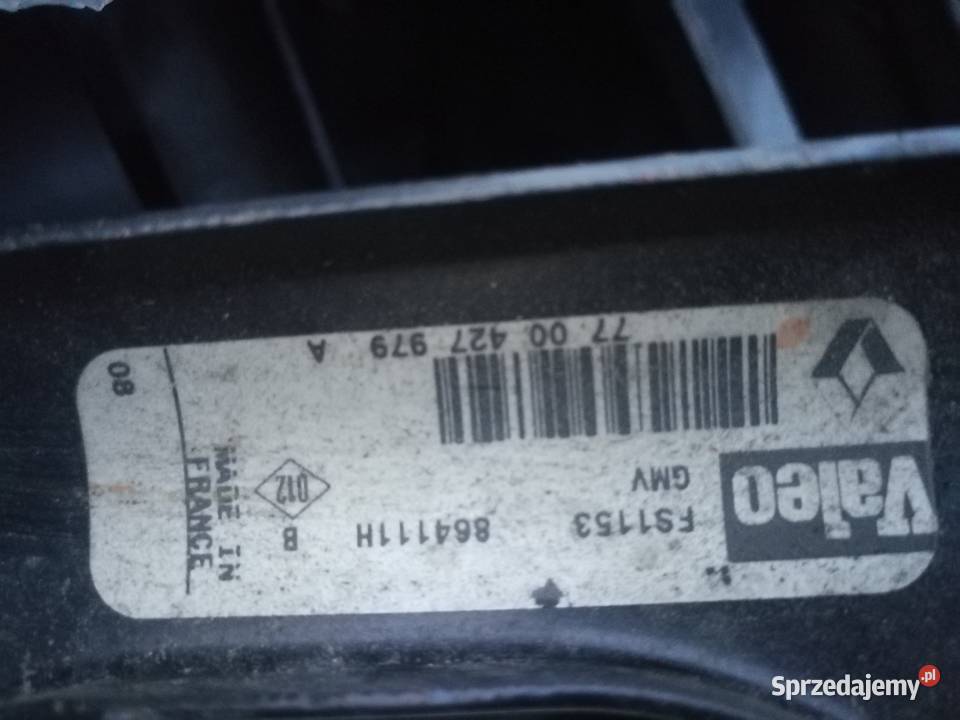 77 00 427 979 A
Valeo
GMV
FS1153
864111H
012
B
MADE IN
FRANCE
08
Sprzedajemy.pl